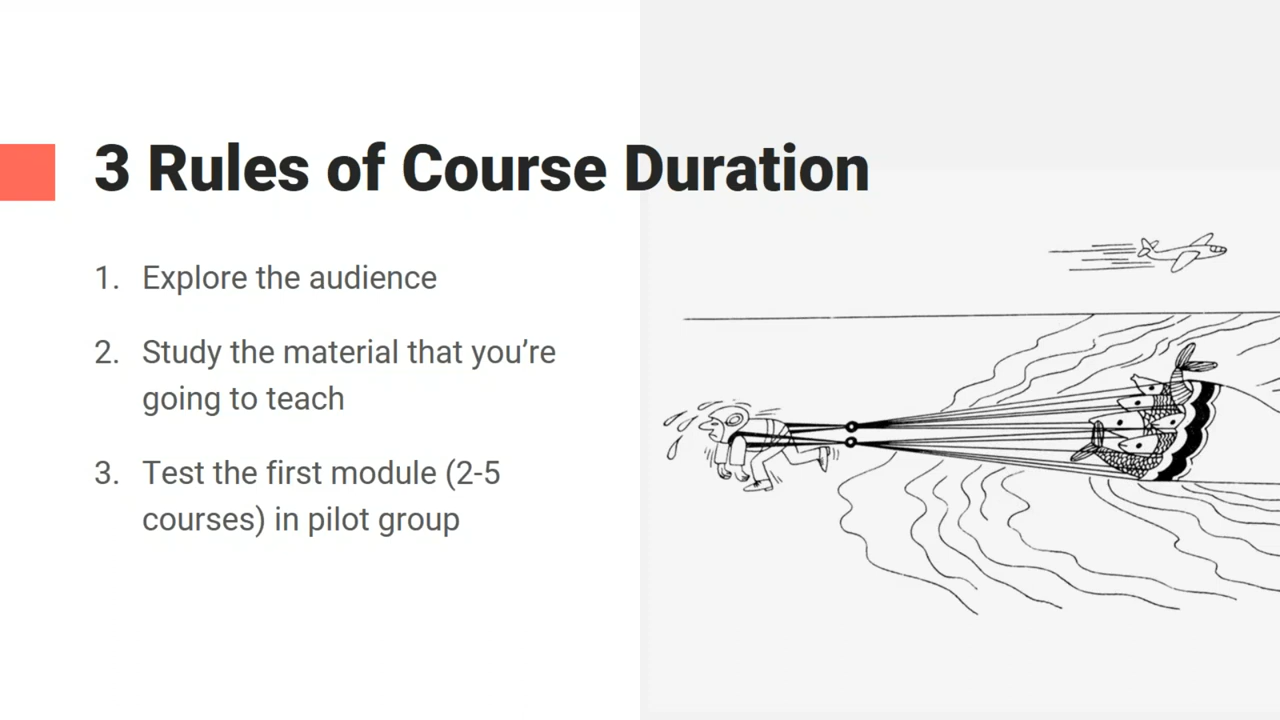 3 Rules of Course Duration
1. Explore the audience
2. Study the material that you’re
going to teach
3. Test the first module (2-5
courses) in pilot group